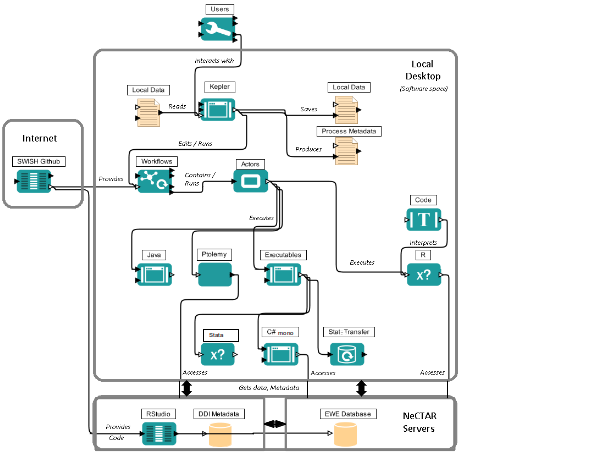 Users
Interacts with
Local
Desktop
(Software space)
Local Data
Kepler
Local Data
Reads
Saves
Process Metadata
Internet
Edits / Runs
Produces
SWISH Github
Workflows
Actors
Provides
Contains /
Runs
Code
Executes
Interprets
Java
Ptolemy
Executables
Executes
R
Stata
C# mono
Stat-Transfer
Accesses
Accesses
Accesses
Gets data, Metadata
Provides
Code
RStudio
DDI Metadata
EWE Database
NeCTAR
Servers